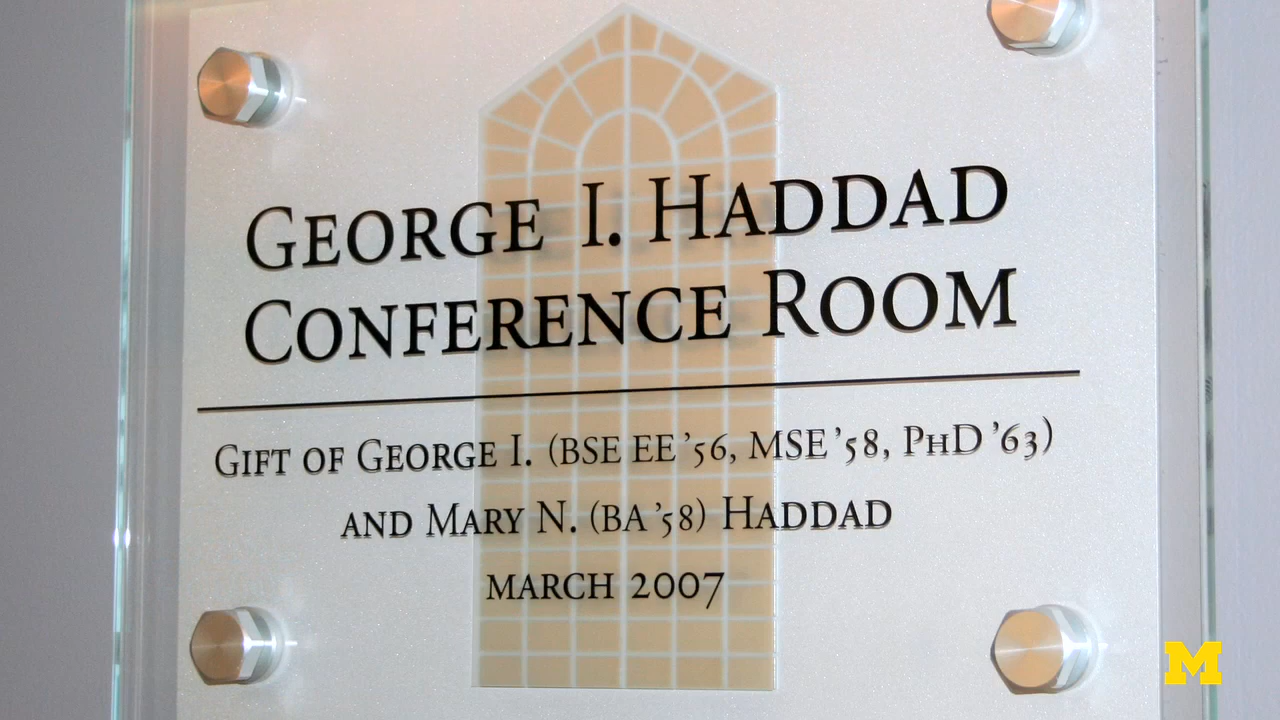 George I. Haddad
Conference Room
Gift of George I. (BSE EE ’56, MSE ’58, PhD ’63)
and Mary N. (BA ’58) Haddad
March 2007
M